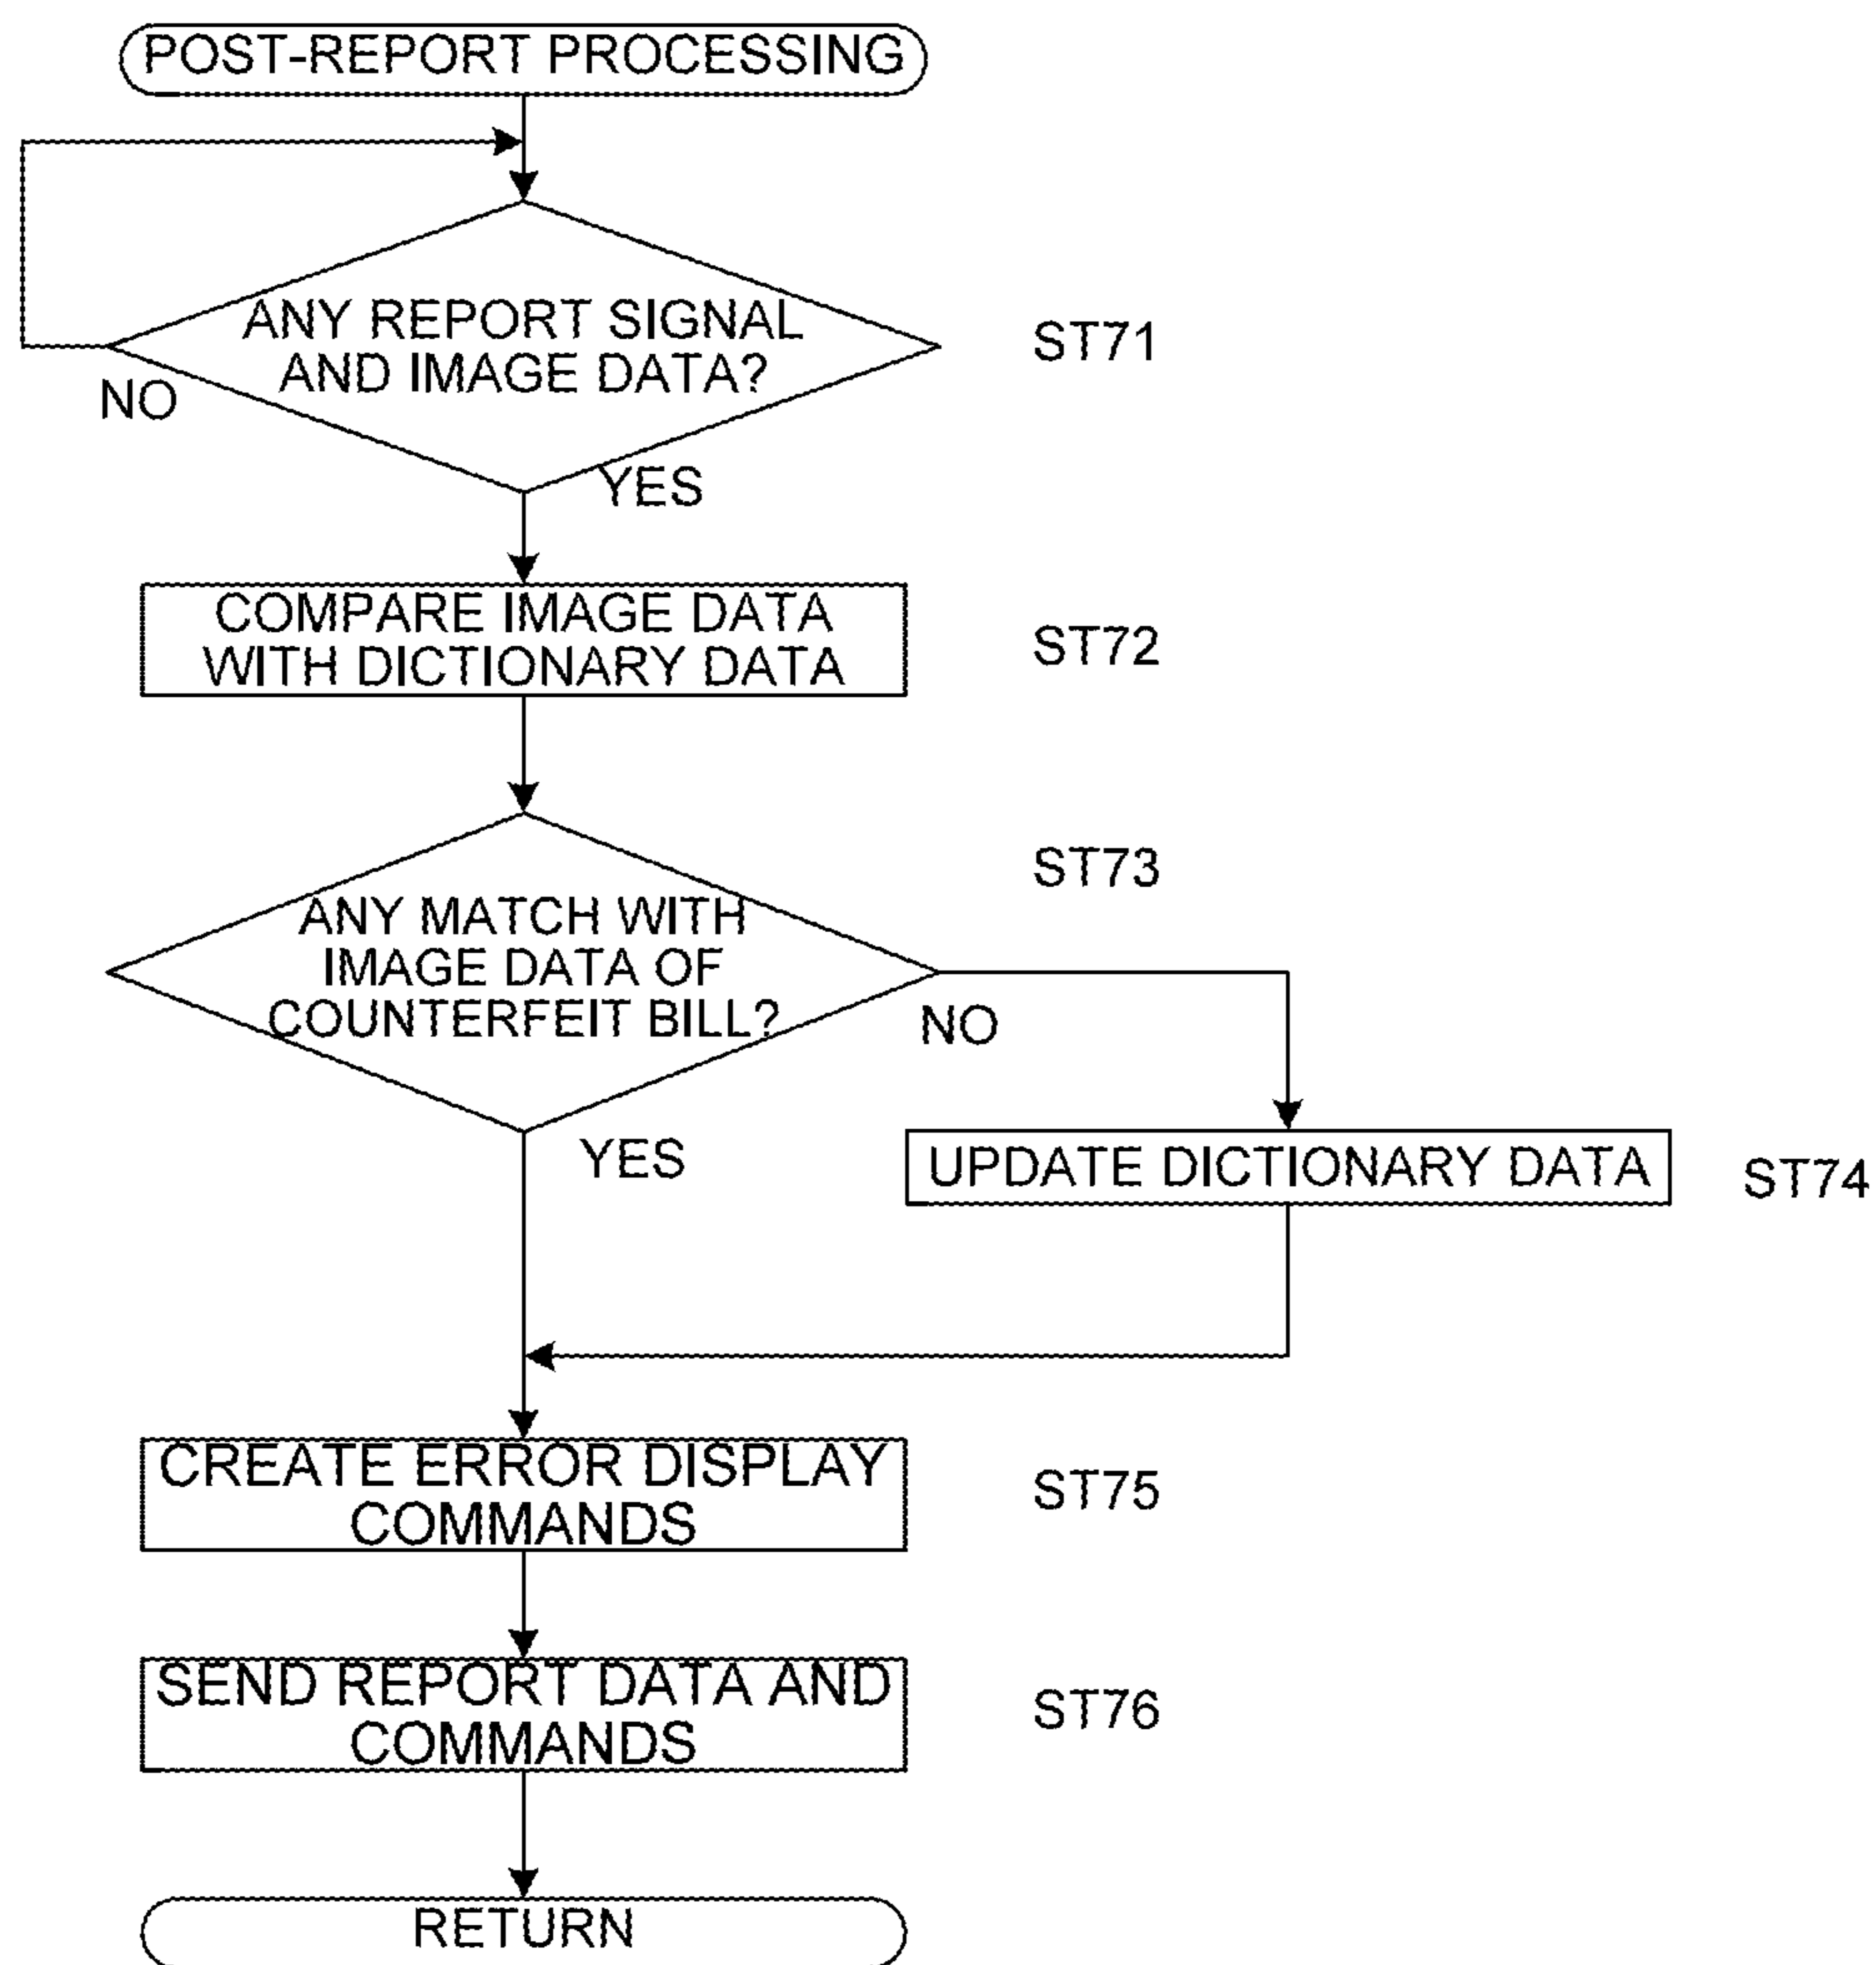 POST-REPORT PROCESSING
ANY REPORT SIGNAL
AND IMAGE DATA?
ST71
NO
YES
COMPARE IMAGE DATA
WITH DICTIONARY DATA
ST72
ST73
ANY MATCH WITH
IMAGE DATA OF
COUNTERFEIT BILL?
NO
YES
UPDATE DICTIONARY DATA
ST74
CREATE ERROR DISPLAY
COMMANDS
ST75
SEND REPORT DATA AND
COMMANDS
ST76
RETURN